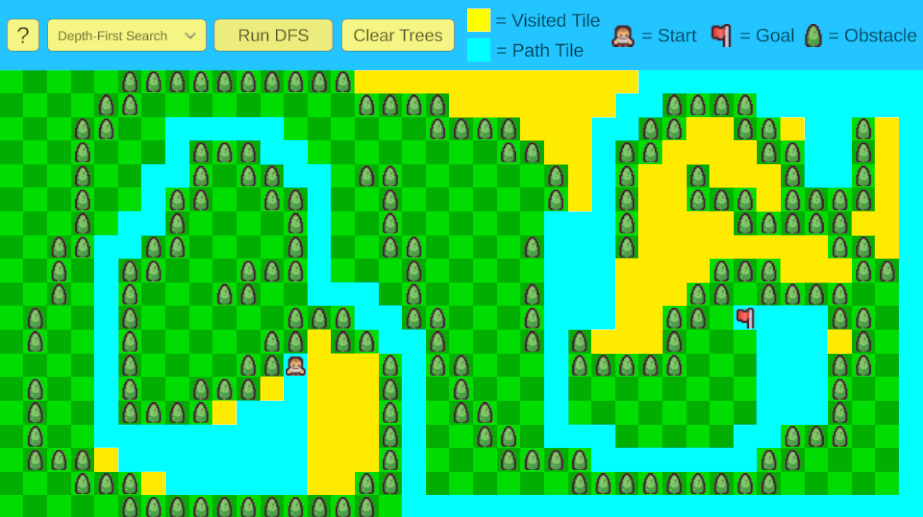 ?
Depth-First Search
Run DFS
Clear Trees
= Visited Tile
= Path Tile
= Start
= Goal
= Obstacle